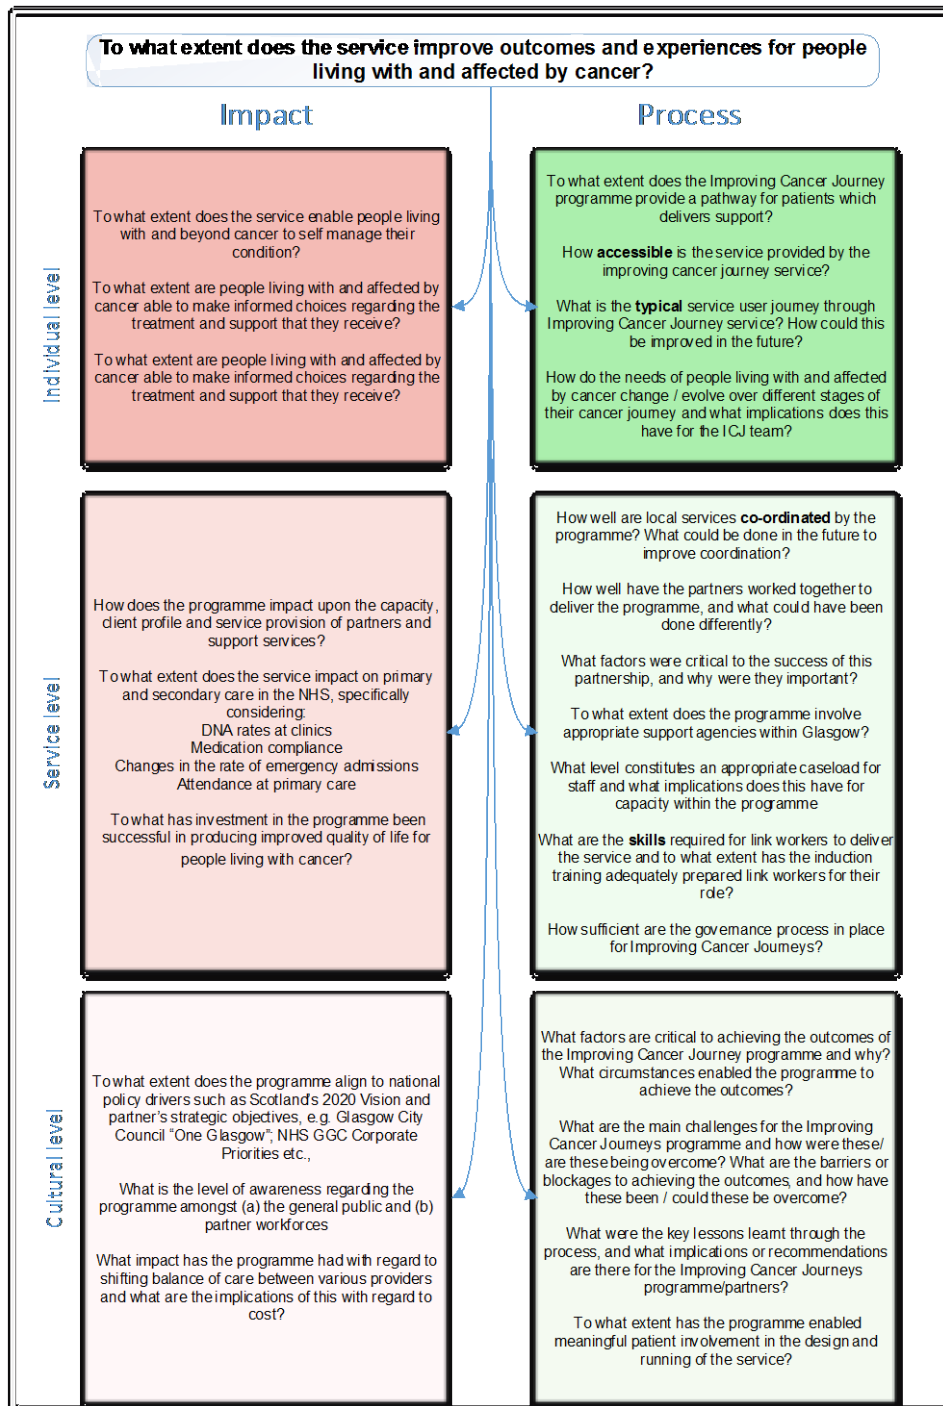 To what extent does the service improve outcomes and experiences for people
living with and affected by cancer?
Impact
Process
Individual level
To what extent does the service enable people living
with and beyond cancer to self manage their
condition?
To what extent are people living with and affected by
cancer able to make informed choices regarding the
treatment and support that they receive?
To what extent are people living with and affected by
cancer able to make informed choices regarding the
treatment and support that they receive?
To what extent does the Improving Cancer Journey
programme provide a pathway for patients which
delivers support?
How accessible is the service provided by the
improving cancer journey service?
What is the typical service user journey through
Improving Cancer Journey service? How could this
be improved in the future?
How do the needs of people living with and affected
by cancer change / evolve over different stages of
their cancer journey and what implications does this
have for the ICJ team?
Service level
How does the programme impact upon the capacity,
client profile and service provision of partners and
support services?
To what extent does the service impact on primary
and secondary care in the NHS, specifically
considering:
DNA rates at clinics
Medication compliance
Changes in the rate of emergency admissions
Attendance at primary care
To what has investment in the programme been
successful in producing improved quality of life for
people living with cancer?
How well are local services co-ordinated by the
programme? What could be done in the future to
improve coordination?
How well have the partners worked together to
deliver the programme, and what could have been
done differently?
What factors were critical to the success of this
partnership, and why were they important?
To what extent does the programme involve
appropriate support agencies within Glasgow?
What level constitutes an appropriate caseload for
staff and what implications does this have for
capacity within the programme
What are the skills required for link workers to deliver
the service and to what extent has the induction
training adequately prepared link workers for their
role?
How sufficient are the governance process in place
for Improving Cancer Journeys?
Cultural level
To what extent does the programme align to national
policy drivers such as Scotland's 2020 Vision and
partner's strategic objectives, e.g. Glasgow City
Council "One Glasgow"; NHS GGC Corporate
Priorities etc.,
What is the level of awareness regarding the
programme amongst (a) the general public and (b)
partner workforces
What impact has the programme had with regard to
shifting balance of care between various providers
and what are the implications of this with regard to
cost?
What factors are critical to achieving the outcomes of
the Improving Cancer Journey programme and why?
What circumstances enabled the programme to
achieve the outcomes?
What are the main challenges for the Improving
Cancer Journeys programme and how were these/
are these being overcome? What are the barriers or
blockages to achieving the outcomes, and how have
these been / could these be overcome?
What were the key lessons learnt through the
process, and what implications or recommendations
are there for the Improving Cancer Journeys
programme/partners?
To what extent has the programme enabled
meaningful patient involvement in the design and
running of the service?